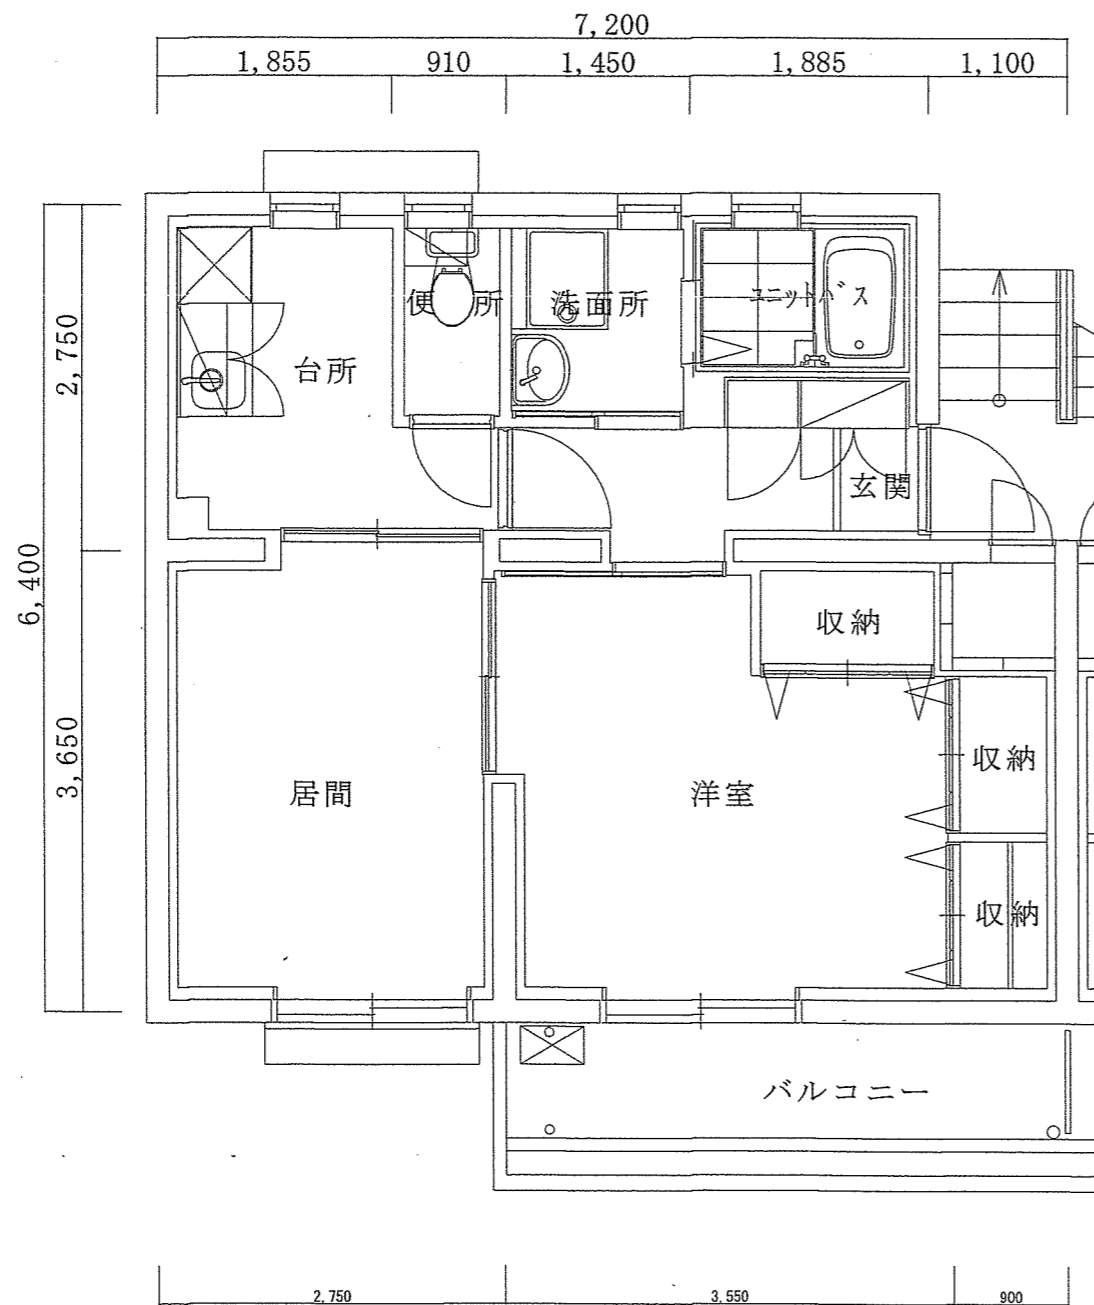 7,200
1,855 910 1,450 1,885 1,100
2,750
6,400
3,650
便所
洗面所
ユニットバス
台所
玄関
収納
居間
洋室
収納
収納
バルコニー
2,750 3,550 900